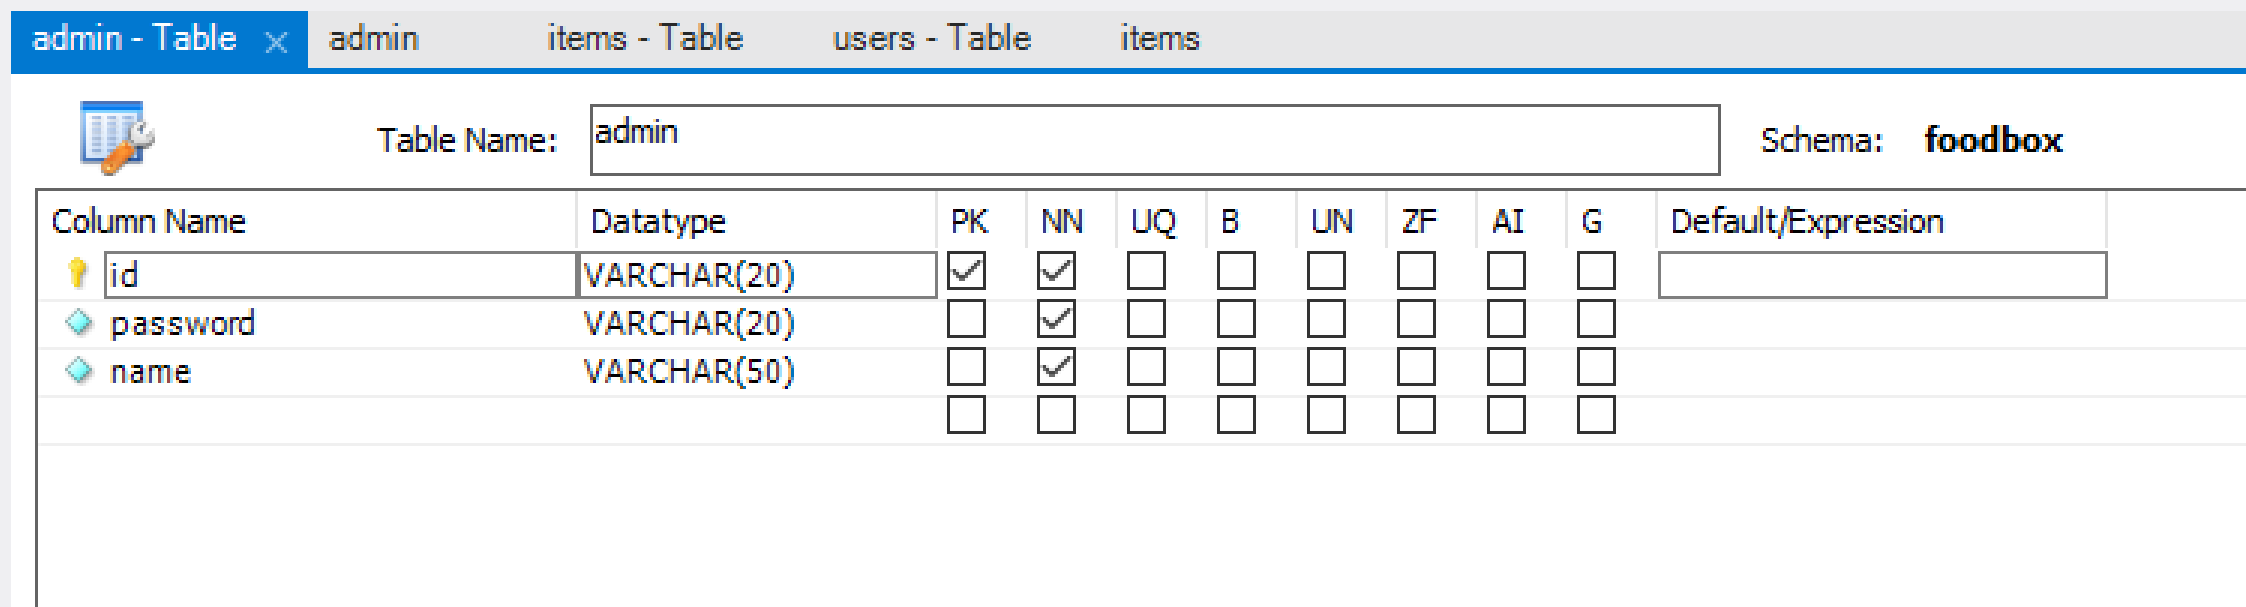 admin - Table × admin items - Table users - Table items
Table Name: admin Schema: foodbox
Column Name Datatype PK NN UQ B UN ZF AI G Default/Expression
id VARCHAR(20)
password VARCHAR(20)
name VARCHAR(50)